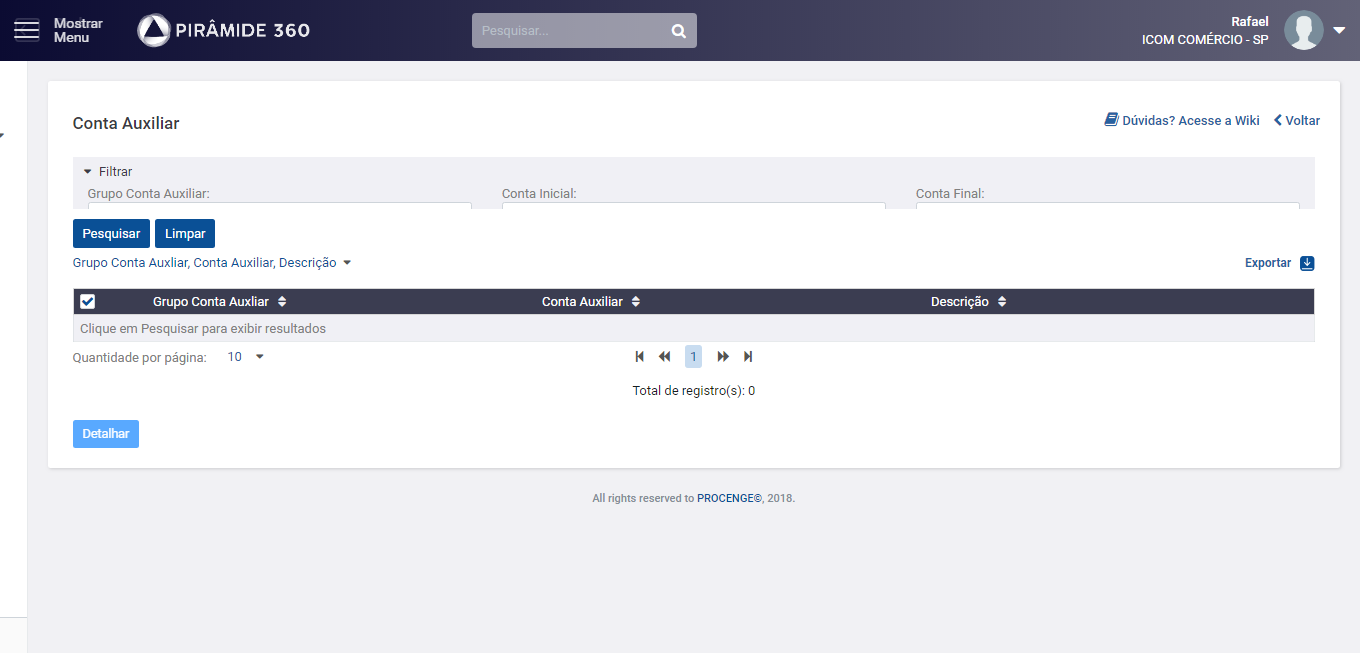 Mostrar
Menu
PIRÂMIDE 360
Pesquisar...
Rafael
ICOM COMÉRCIO - SP
Conta Auxiliar
Dúvidas? Acesse a Wiki
Voltar
Filtrar
Grupo Conta Auxiliar:
Conta Inicial:
Conta Final:
Pesquisar
Limpar
Grupo Conta Auxliar, Conta Auxiliar, Descrição
Exportar
Grupo Conta Auxliar
Conta Auxiliar
Descrição
Clique em Pesquisar para exibir resultados
Quantidade por página: 10
1
Total de registro(s): 0
Detalhar
All rights reserved to PROCENGE©, 2018.